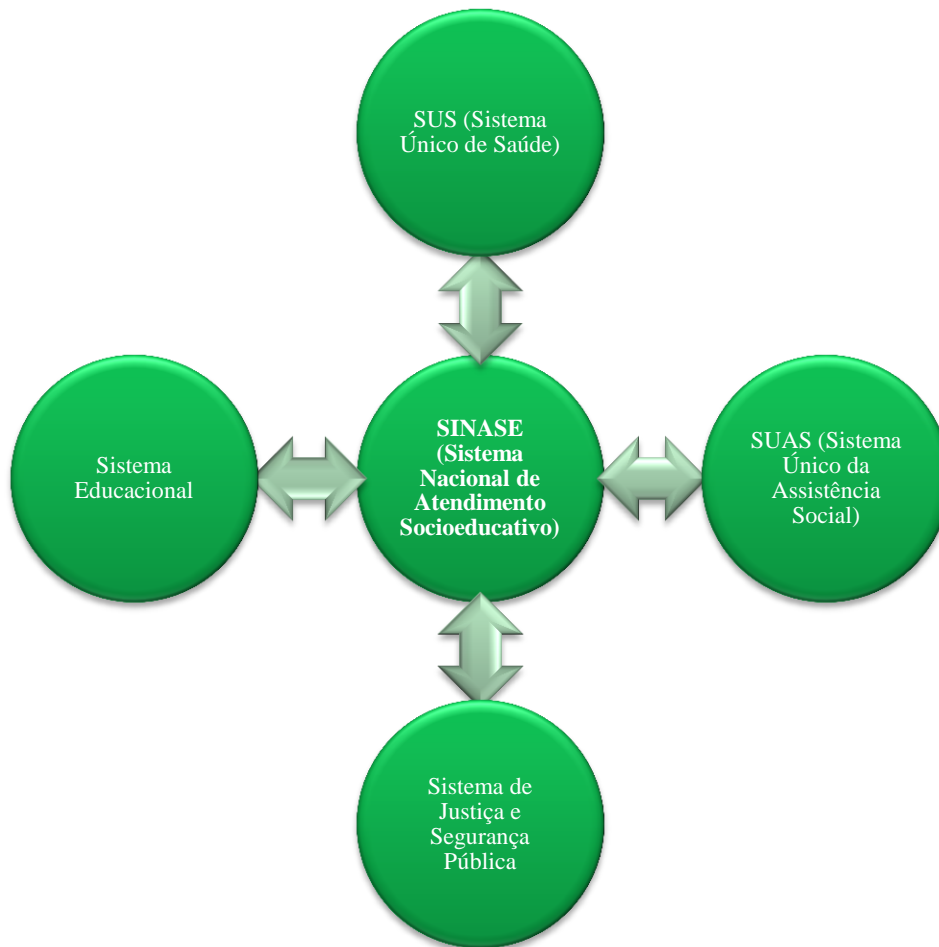 SUS (Sistema
Único de Saúde)
Sistema
Educacional
SINASE
(Sistema
Nacional de
Atendimento
Socioeducativo)
SUAS (Sistema
Único da
Assistência
Social)
Sistema de
Justiça e
Segurança
Pública